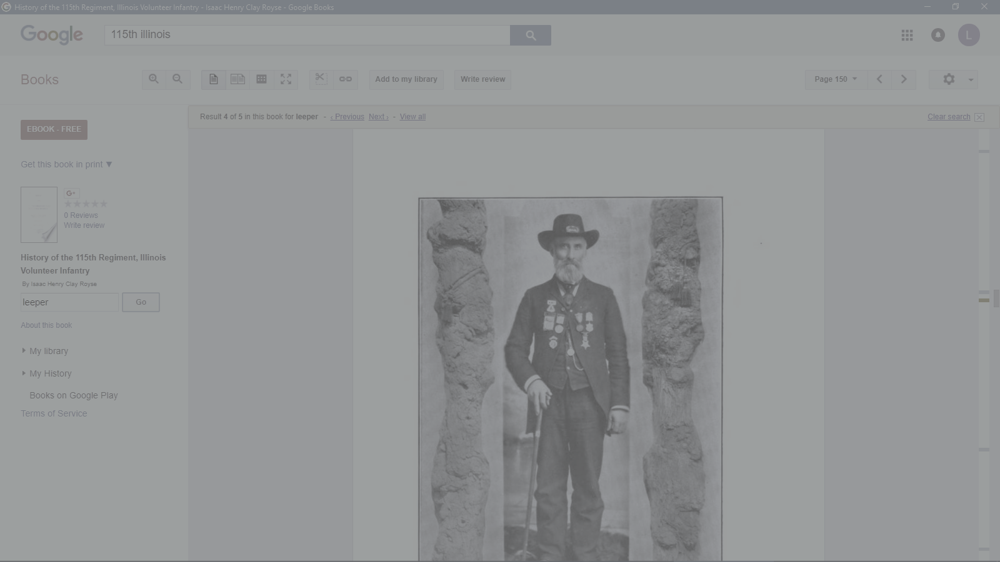 History of the 115th Regiment, Illinois Volunteer Infantry - Isaac Henry Clay Royse - Google Books
Google
115th illinois
L
Books
Add to my library
Write review
Page 150
Result 4 of 5 in this book for leeper - ‹ Previous Next › - View all
Clear search
EBOOK - FREE
Get this book in print ▼
G+
0 Reviews
Write review
History of the 115th Regiment, Illinois
Volunteer Infantry
By Isaac Henry Clay Royse
leeper
Go
About this book
My library
My History
Books on Google Play
Terms of Service